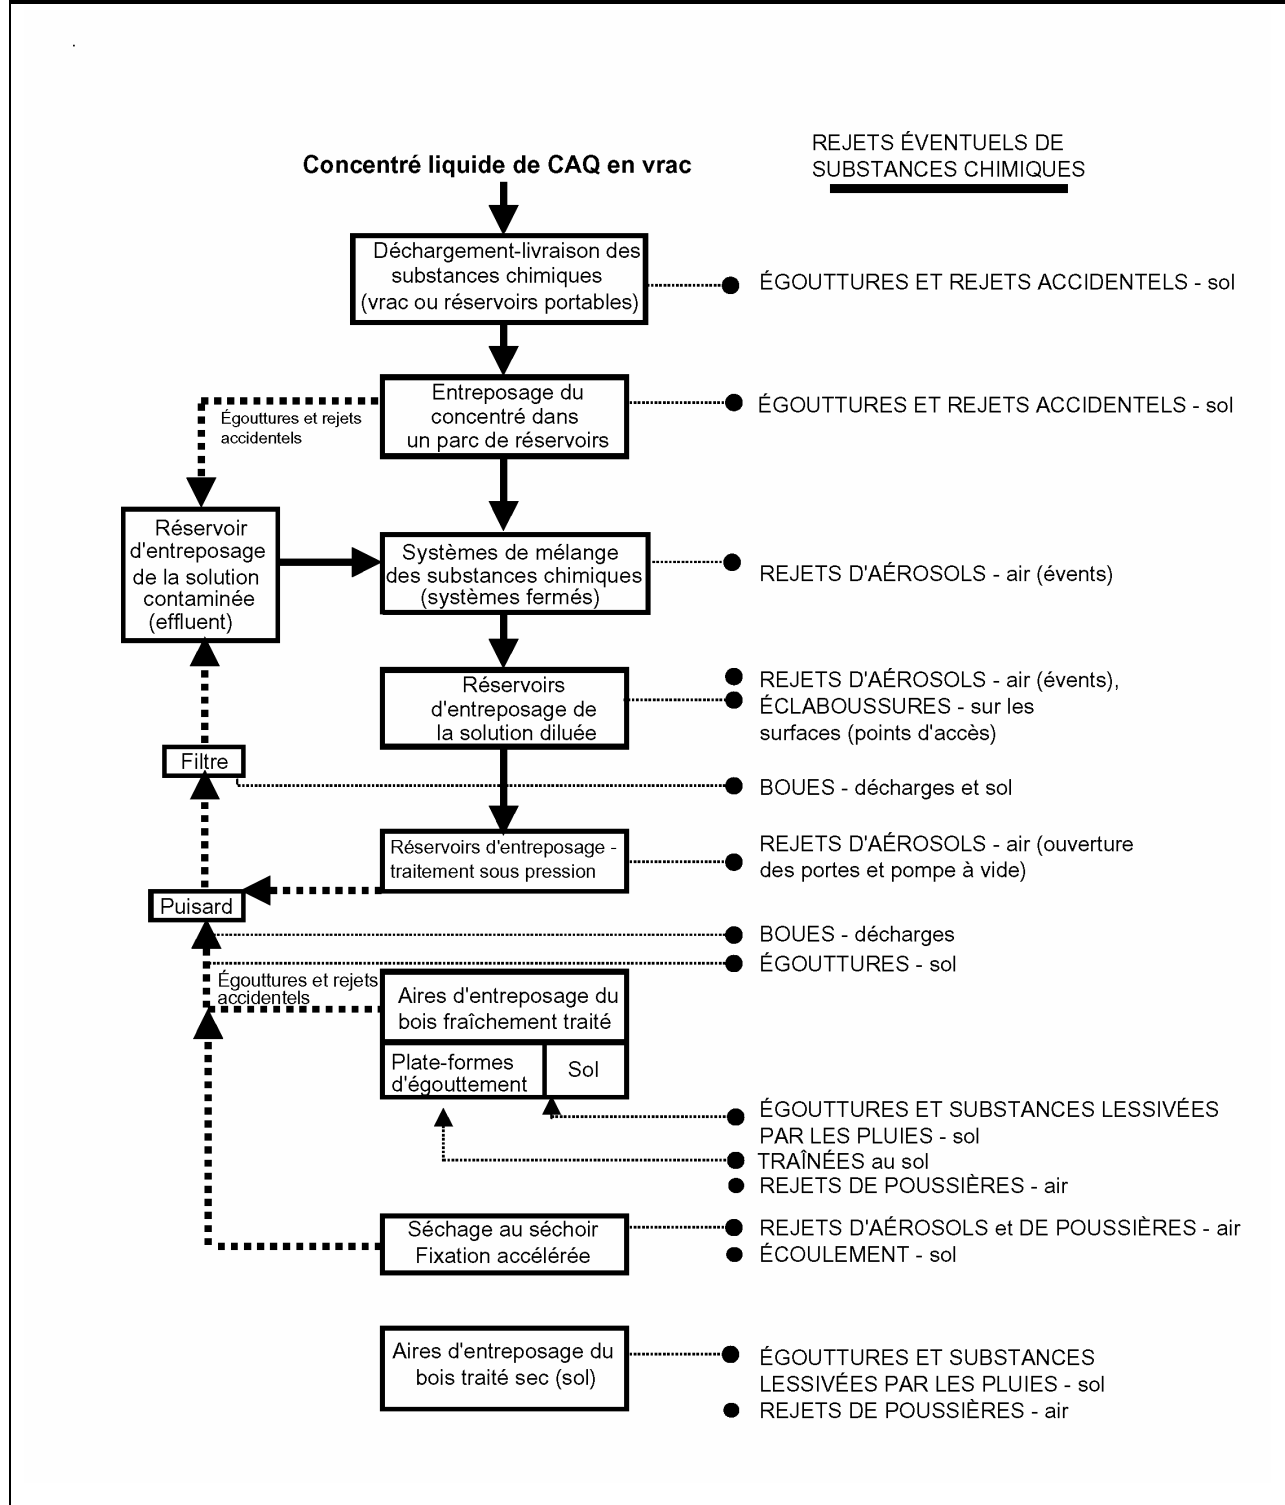 REJETS ÉVENTUELS DE
SUBSTANCES CHIMIQUES
Concentré liquide de CAQ en vrac
Déchargement-livraison des
substances chimiques
(vrac ou réservoirs portables)
ÉGOUTTURES ET REJETS ACCIDENTELS - sol
Entreposage du
concentré dans
un parc de réservoirs
ÉGOUTTURES ET REJETS ACCIDENTELS - sol
Égouttures et rejets
accidentels
Réservoir
d'entreposage
de la solution
contaminée
(effluent)
Systèmes de mélange
des substances chimiques
(systèmes fermés)
REJETS D'AÉROSOLS - air (évents)
Réservoirs
d'entreposage de
la solution diluée
REJETS D'AÉROSOLS - air (évents),
ÉCLABOUSSURES - sur les
surfaces (points d'accès)
Filtre
BOUES - décharges et sol
Réservoirs d'entreposage -
traitement sous pression
REJETS D'AÉROSOLS - air (ouverture
des portes et pompe à vide)
Puisard
BOUES - décharges
ÉGOUTTURES - sol
Égouttures et rejets
accidentels
Aires d'entreposage du
bois fraîchement traité
Plate-formes
d'égouttement
Sol
ÉGOUTTURES ET SUBSTANCES LESSIVÉES
PAR LES PLUIES - sol
TRAÎNÉES au sol
REJETS DE POUSSIÈRES - air
Séchage au séchoir
Fixation accélérée
REJETS D'AÉROSOLS et DE POUSSIÈRES - air
ÉCOULEMENT - sol
Aires d'entreposage du
bois traité sec (sol)
ÉGOUTTURES ET SUBSTANCES
LESSIVÉES PAR LES PLUIES - sol
REJETS DE POUSSIÈRES - air